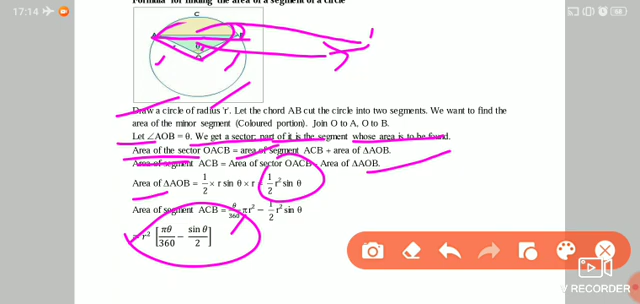 17:14
Formula for finding the area of a segment of a circle
C
A
B
θ
O
r
Draw a circle of radius 'r'. Let the chord AB cut the circle into two segments. We want to find
the area of the minor segment (Coloured portion). Join O to A, O to B.
Let ∠AOB = θ. We get a sector; part of it is the segment whose area is to be found.
Area of the sector OACB = area of segment ACB + area of ΔAOB.
Area of segment ACB = Area of sector OACB – Area of ΔAOB.
Area of ΔAOB = 1/2 × r sin θ × r = 1/2 r² sin θ
Area of segment ACB = θ/360 πr² − 1/2 r² sin θ
= r² [πθ/360 − sinθ/2]
RECORDER